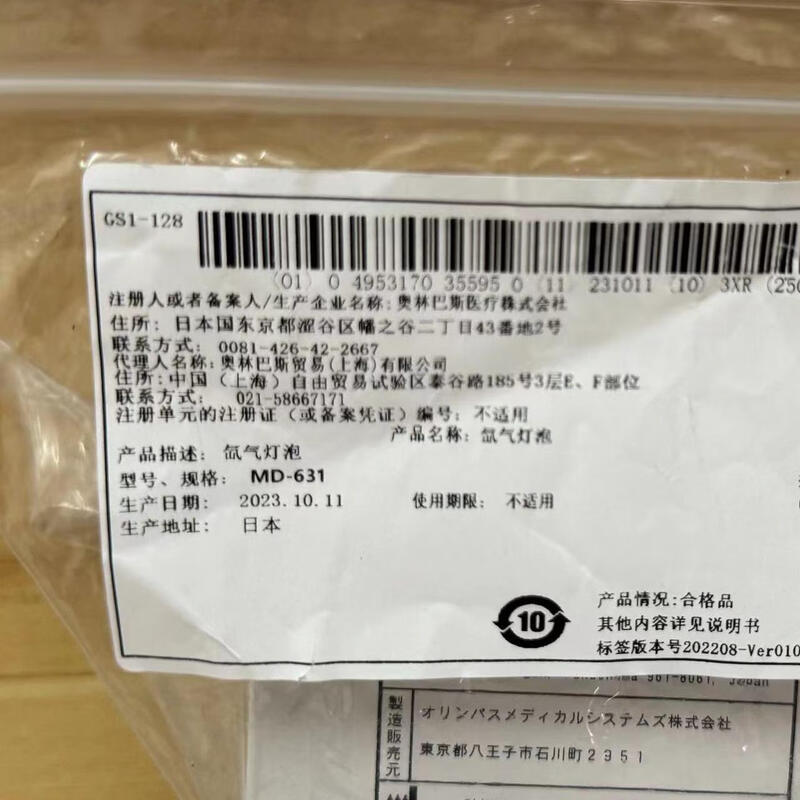 GS1-128
(01) 0 4953170 35595 0 (11) 231011 (10) 3XR (250
注册人或者备案人/生产企业名称: 奥林巴斯医疗株式会社
住所: 日本国东京都涩谷区幡之谷二丁目43番地2号
联系方式: 0081-426-42-2667
代理人名称: 奥林巴斯贸易(上海)有限公司
住所:中国(上海)自由贸易试验区泰谷路185号3层E、F部位
联系方式: 021-58667171
注册单元的注册证(或备案凭证)编号: 不适用
产品名称: 氙气灯泡
产品描述: 氙气灯泡
型号、规格: MD-631
生产日期: 2023.10.11 使用期限: 不适用
生产地址: 日本
10
产品情况:合格品
其他内容详见说明书
标签版本号202208-Ver010
961-8061, Japan
製造販売元
オリンパスメディカルシステムズ株式会社
東京都八王子市石川町2951